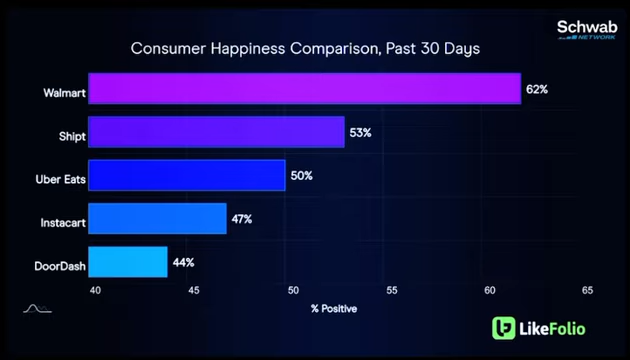 Schwab
NETWORK
Consumer Happiness Comparison, Past 30 Days
Walmart 62%
Shipt 53%
Uber Eats 50%
Instacart 47%
DoorDash 44%
40 45 50 55 60 65
% Positive
LikeFolio